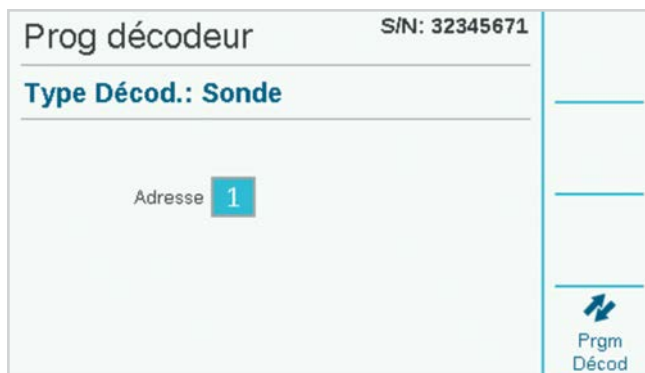 Prog décodeur
S/N: 32345671
Type Décod.: Sonde
Adresse 1
Prgm
Décod